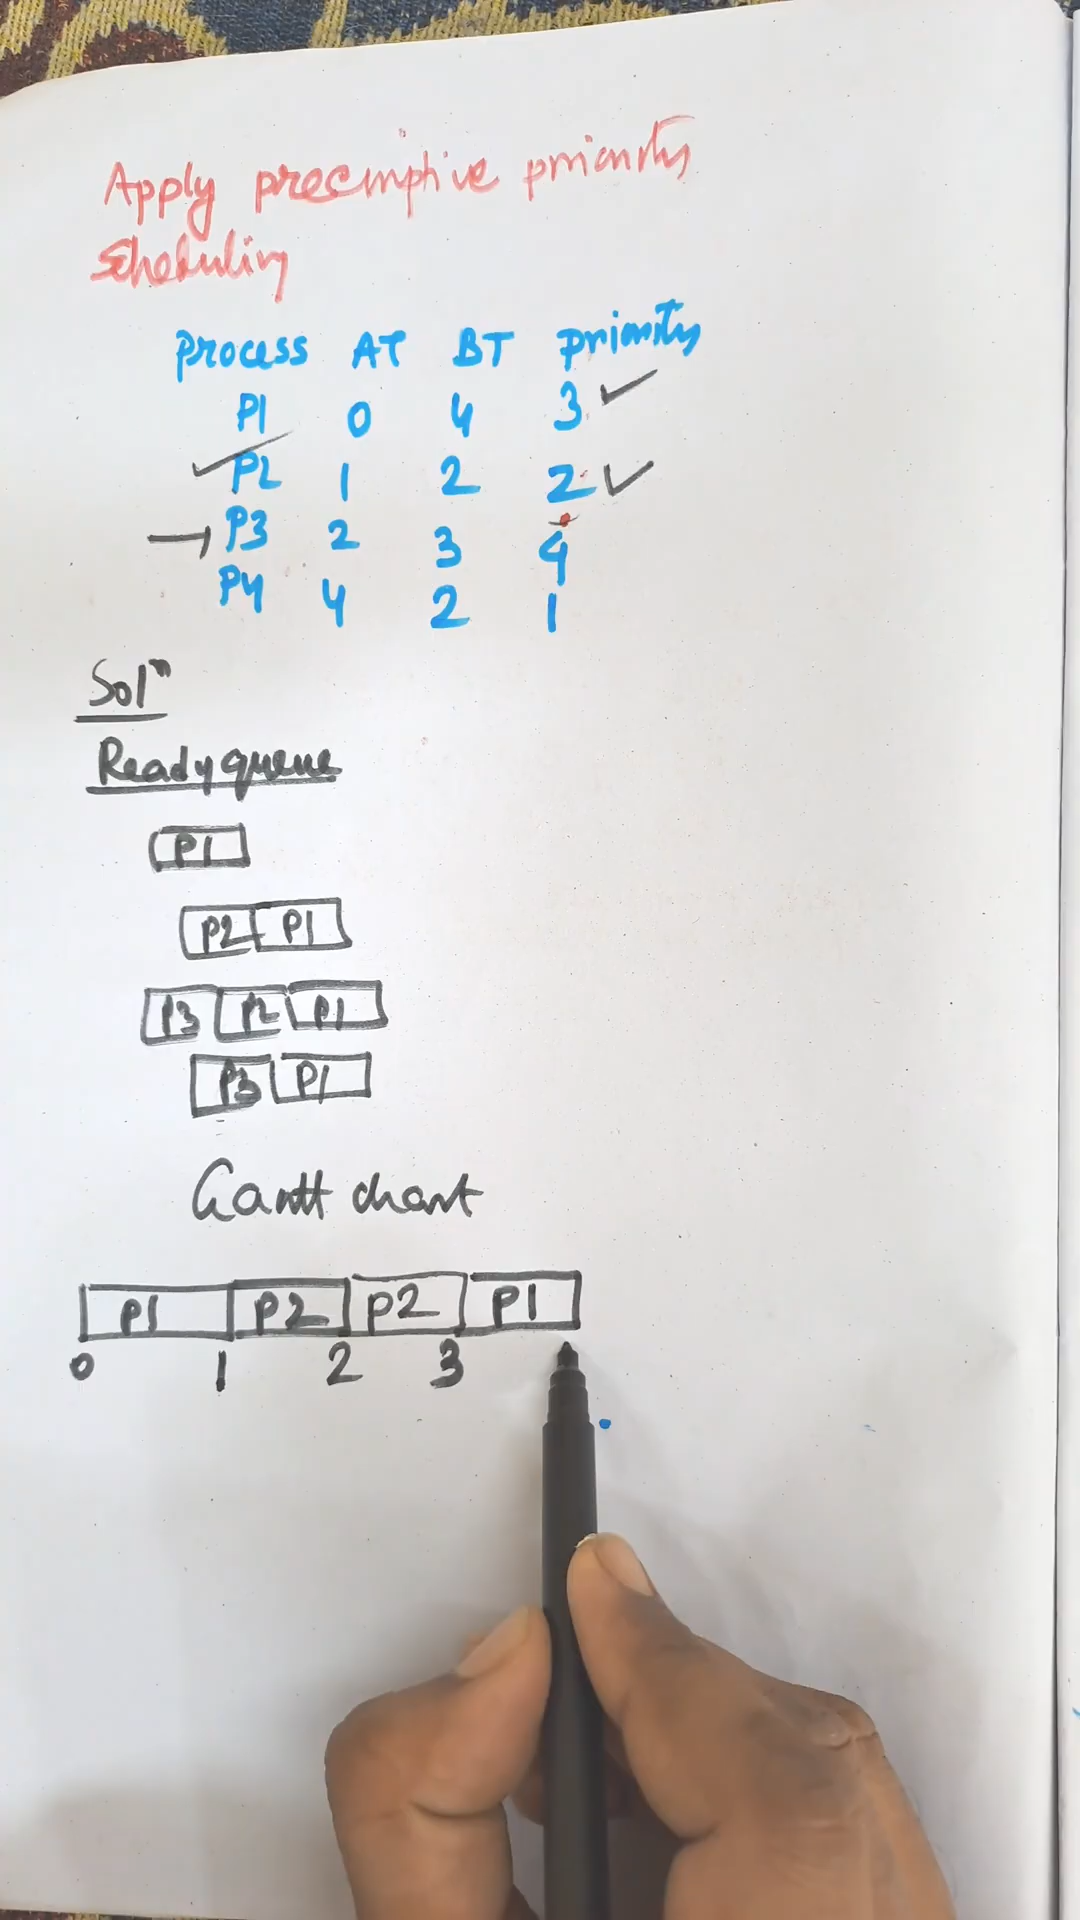 Apply preemptive priority
Scheduling
Process AT BT Priority
P1 0 4 3
P2 1 2 2
P3 2 3 4
P4 4 2 1
Solⁿ
Ready queue
P1
P2 P1
P3 P2 P1
P3 P1
Gantt chart
P1 P2 P2 P1
0 1 2 3